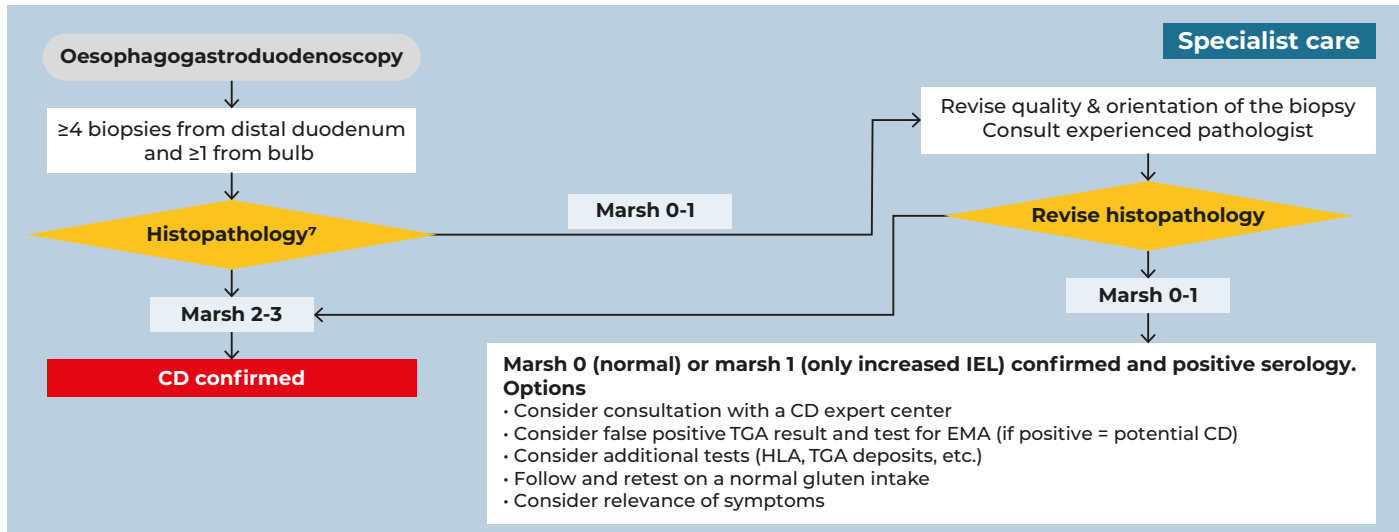 Specialist care
Oesophagogastroduodenoscopy
≥4 biopsies from distal duodenum
and ≥1 from bulb
Histopathology⁷
Marsh 0-1
Marsh 2-3
CD confirmed
Revise quality & orientation of the biopsy
Consult experienced pathologist
Revise histopathology
Marsh 0-1
Marsh 0 (normal) or marsh 1 (only increased IEL) confirmed and positive serology.
Options
• Consider consultation with a CD expert center
• Consider false positive TGA result and test for EMA (if positive = potential CD)
• Consider additional tests (HLA, TGA deposits, etc.)
• Follow and retest on a normal gluten intake
• Consider relevance of symptoms